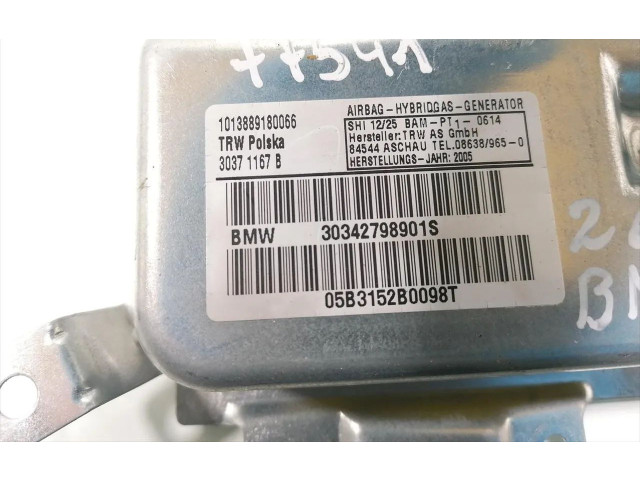 77541
1013889180066
TRW Polska
3037 1167 B
AIRBAG-HYBRIDGAS-GENERATOR
SHI 12/25 BAM-PT1-0614
Hersteller:TRW AS GmbH
84544 ASCHAU TEL.08638/965-0
HERSTELLUNGS-JAHR: 2005
BMW 30342798901S
05B3152B0098T